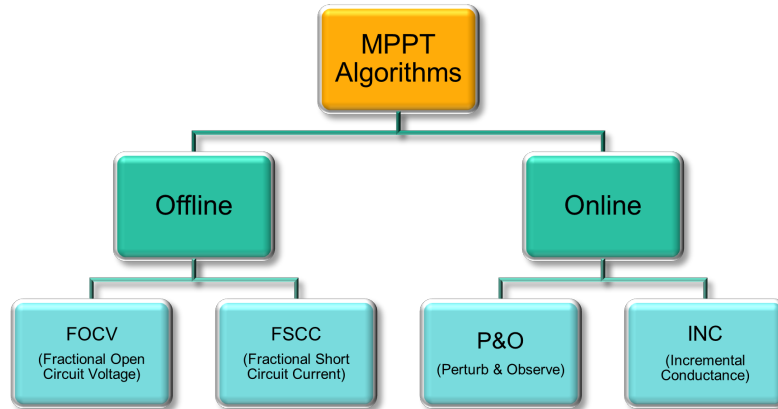 MPPT
Algorithms
Offline
Online
FOCV
(Fractional Open
Circuit Voltage)
FSCC
(Fractional Short
Circuit Current)
P&O
(Perturb & Observe)
INC
(Incremental
Conductance)